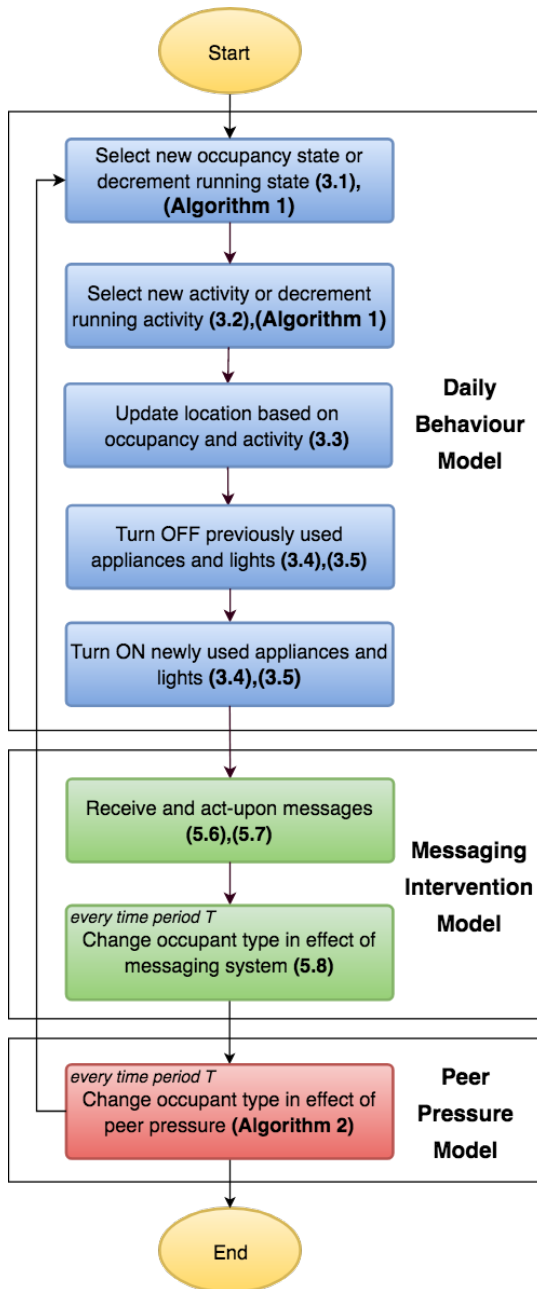 Start
Select new occupancy state or
decrement running state (3.1),
(Algorithm 1)
Select new activity or decrement
running activity (3.2),(Algorithm 1)
Update location based on
occupancy and activity (3.3)
Turn OFF previously used
appliances and lights (3.4),(3.5)
Turn ON newly used appliances and
lights (3.4),(3.5)
Daily
Behaviour
Model
Receive and act-upon messages
(5.6),(5.7)
every time period T
Change occupant type in effect of
messaging system (5.8)
Messaging
Intervention
Model
every time period T
Change occupant type in effect of
peer pressure (Algorithm 2)
Peer
Pressure
Model
End